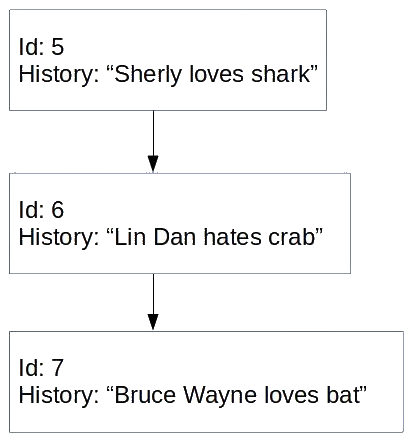 Id: 5
History: “Sherly loves shark”
Id: 6
History: “Lin Dan hates crab”
Id: 7
History: “Bruce Wayne loves bat”